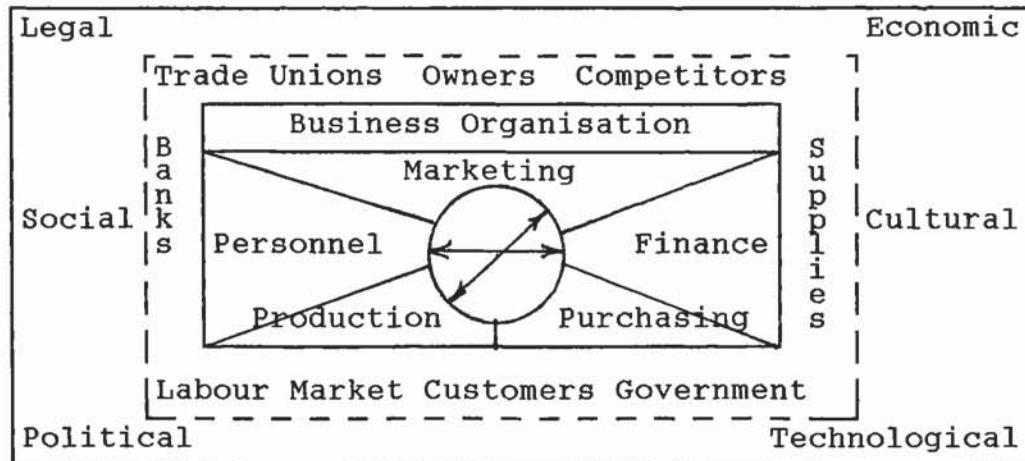 Legal Economic
Trade Unions Owners Competitors
Business Organisation
Banks
Supplies
Marketing
Social
Cultural
Personnel Finance
Production Purchasing
Labour Market Customers Government
Political Technological